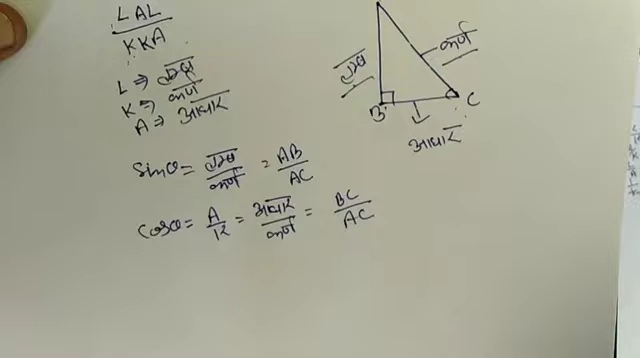 LAL
KKA
L ⇒ लम्ब
K ⇒ कर्ण
A ⇒ आधार
लम्ब
कर्ण
B
C
आधार
Sinθ = लम्ब/कर्ण = AB/AC
Cosθ = A/K = आधार/कर्ण = BC/AC